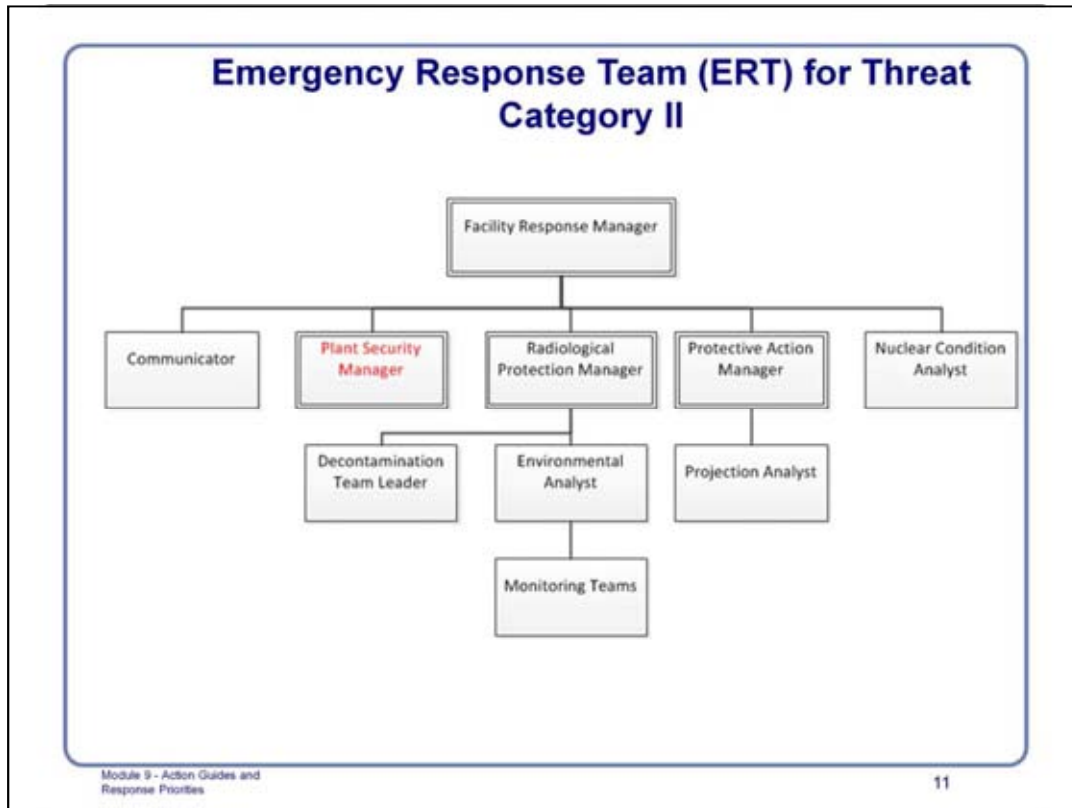 Emergency Response Team (ERT) for Threat
Category II
Facility Response Manager
Communicator
Plant Security
Manager
Radiological
Protection Manager
Protective Action
Manager
Nuclear Condition
Analyst
Decontamination
Team Leader
Environmental
Analyst
Projection Analyst
Monitoring Teams
Module 9 - Action Guides and
Response Priorities
11